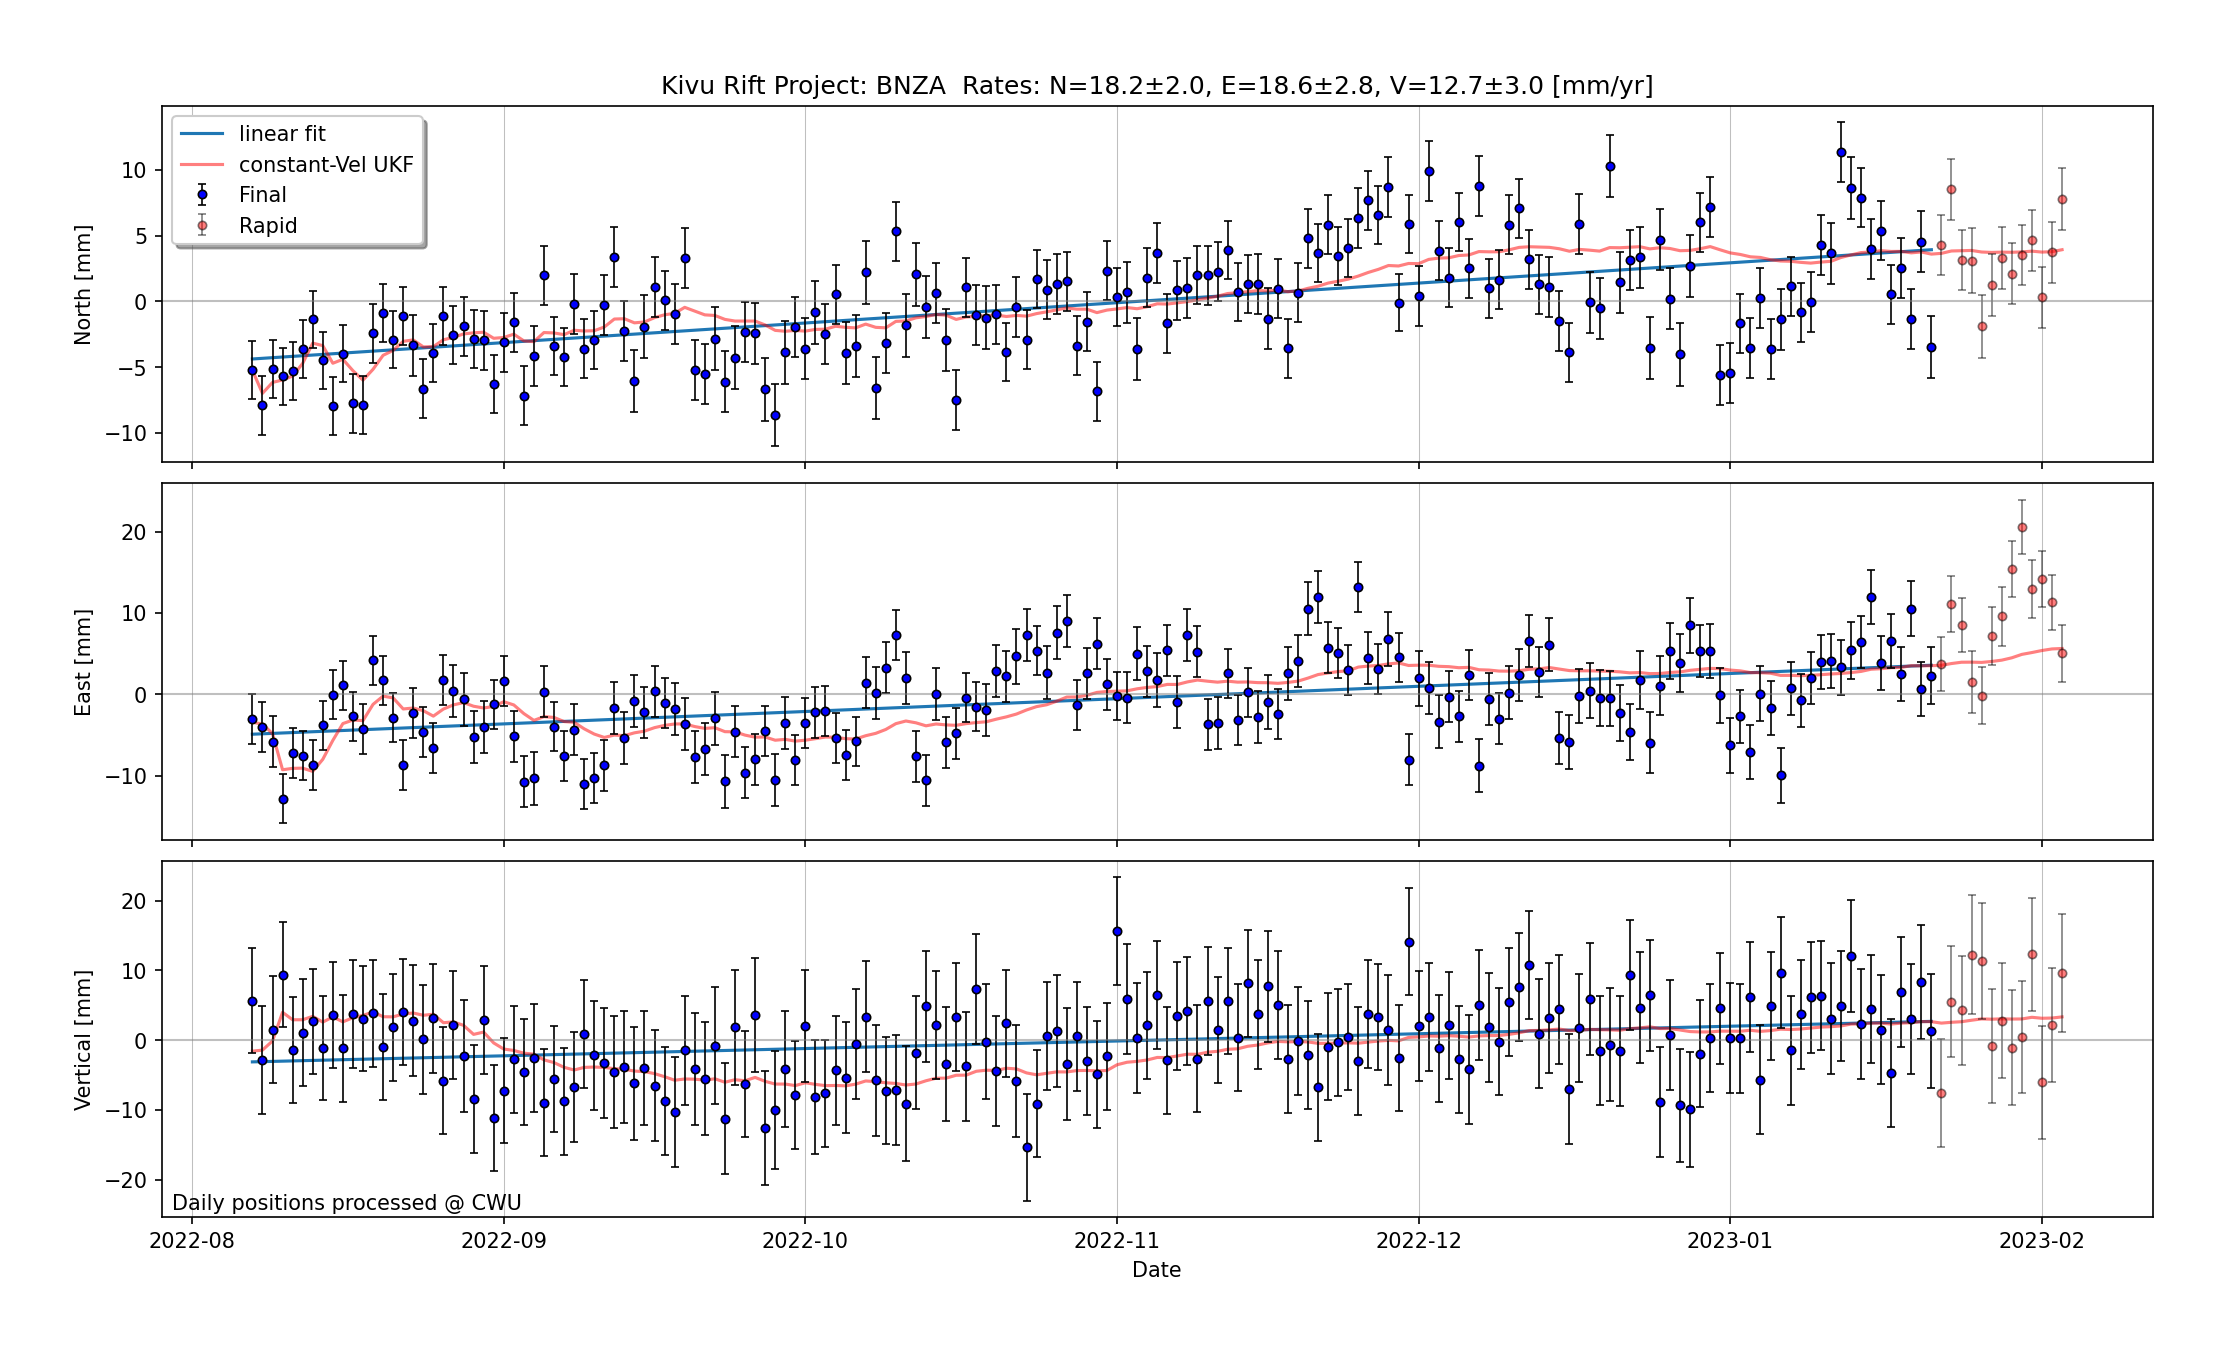 Kivu Rift Project: BNZA  Rates: N=18.2±2.0, E=18.6±2.8, V=12.7±3.0 [mm/yr]
linear fit
constant-Vel UKF
Final
Rapid
North [mm]
10
5
0
−5
−10
East [mm]
20
10
0
−10
Vertical [mm]
20
10
0
−10
−20
Daily positions processed @ CWU
2022-08 2022-09 2022-10 2022-11 2022-12 2023-01 2023-02
Date